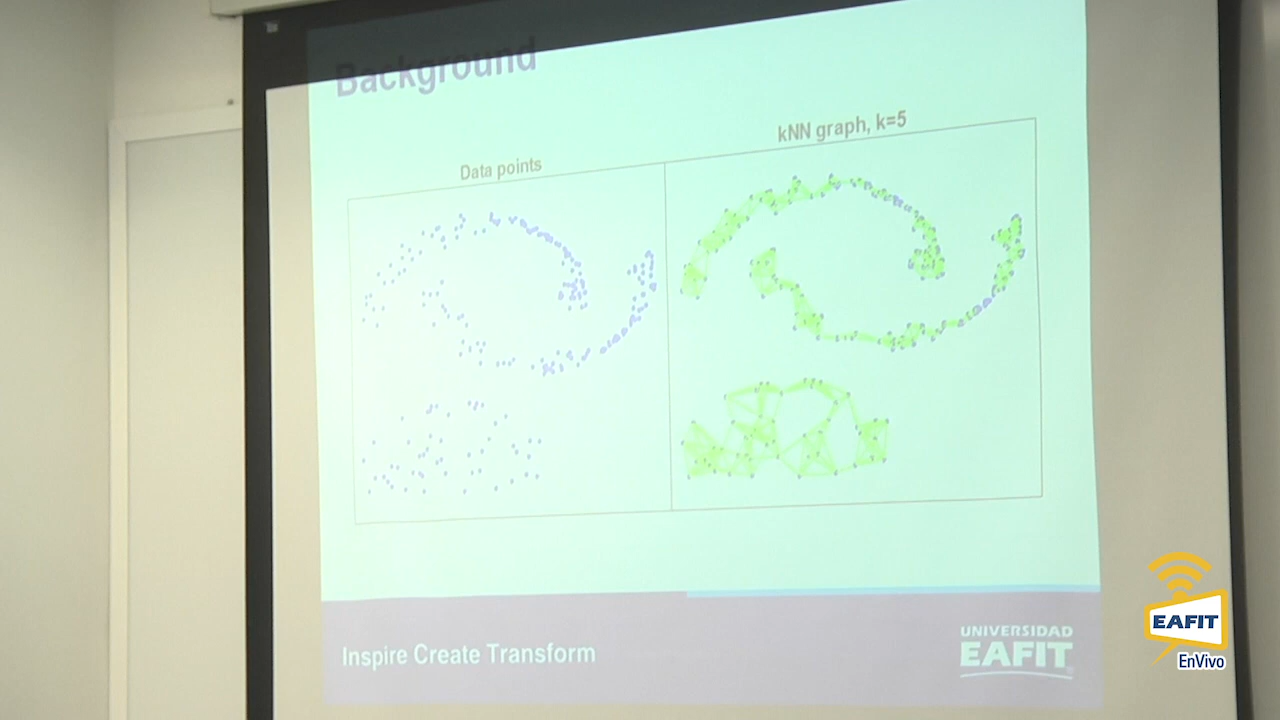 Background
Data points
kNN graph, k=5
Inspire Create Transform
UNIVERSIDAD
EAFIT
EAFIT
EnVivo